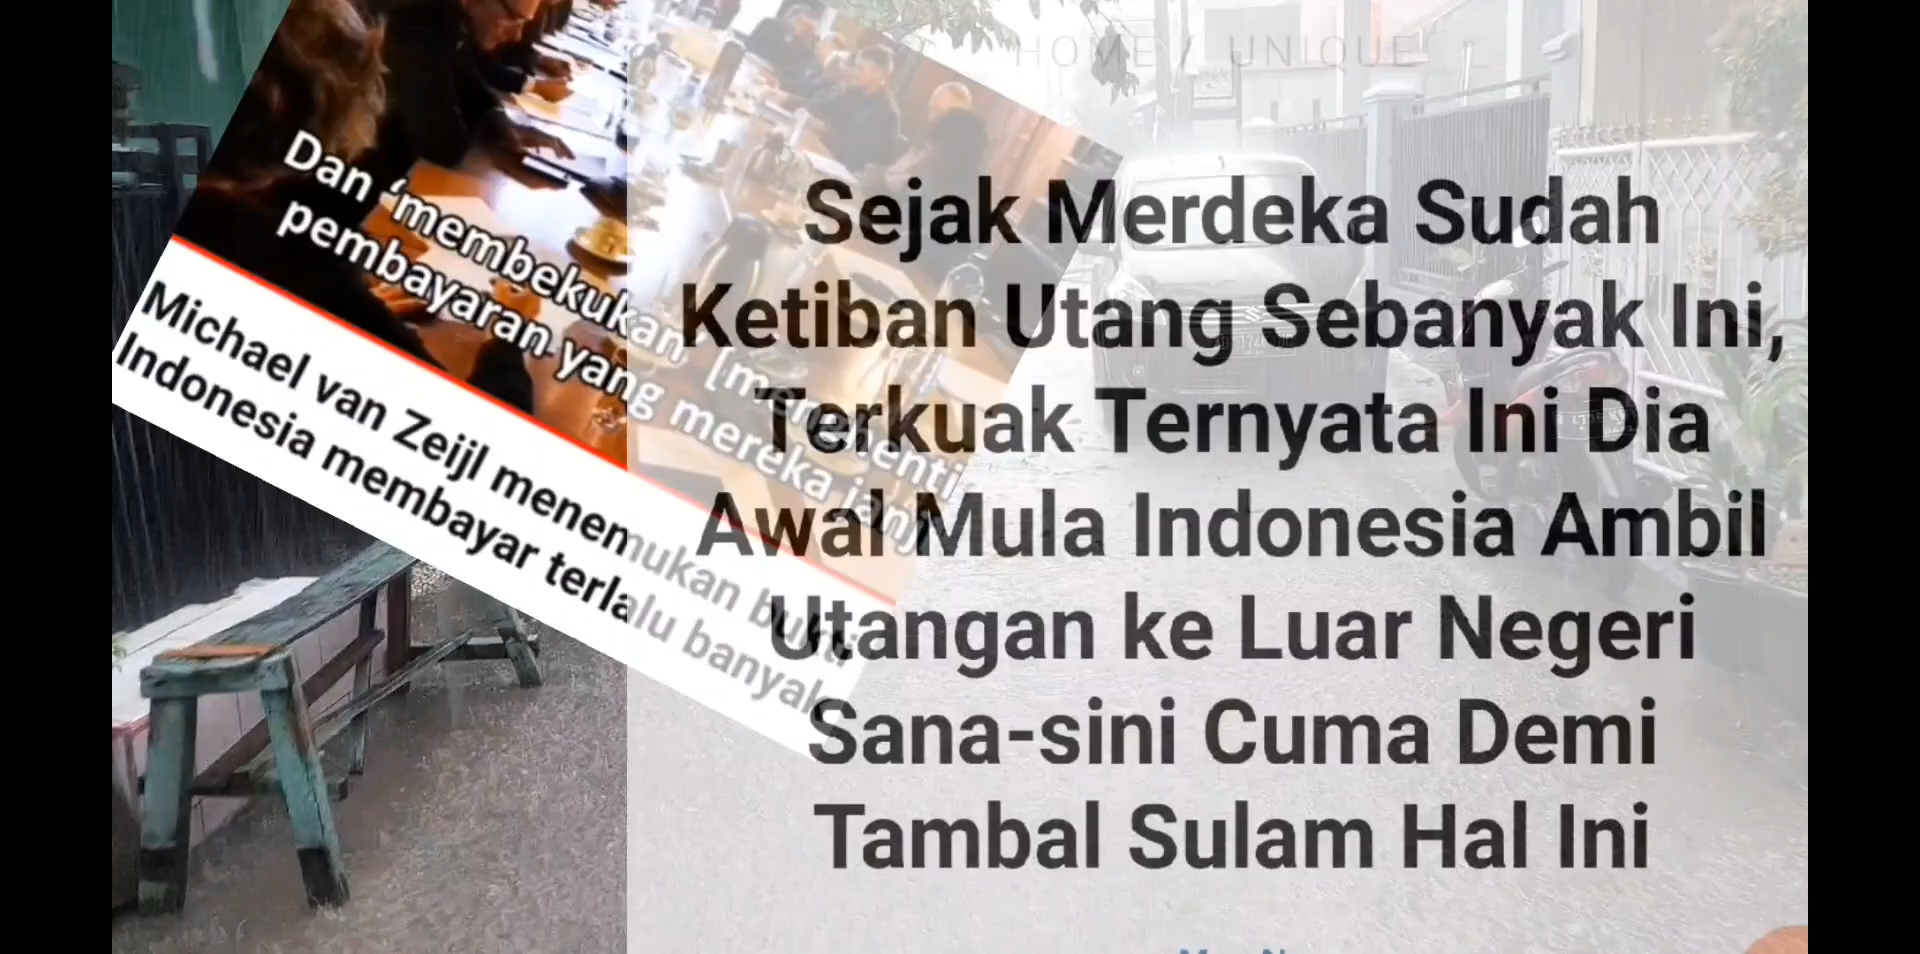 HOME / UNIQUE
Dan ‘membekukan’ [menghenti
pembayaran yang mereka janj
Michael van Zeijl menemukan bukti
Indonesia membayar terlalu banyak
Sejak Merdeka Sudah
Ketiban Utang Sebanyak Ini,
Terkuak Ternyata Ini Dia
Awal Mula Indonesia Ambil
Utangan ke Luar Negeri
Sana-sini Cuma Demi
Tambal Sulam Hal Ini